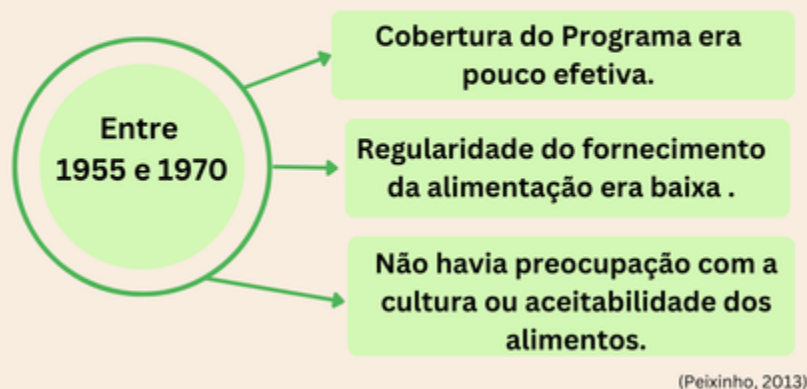 Entre
1955 e 1970
Cobertura do Programa era
pouco efetiva.
Regularidade do fornecimento
da alimentação era baixa .
Não havia preocupação com a
cultura ou aceitabilidade dos
alimentos.
(Peixinho, 2013)